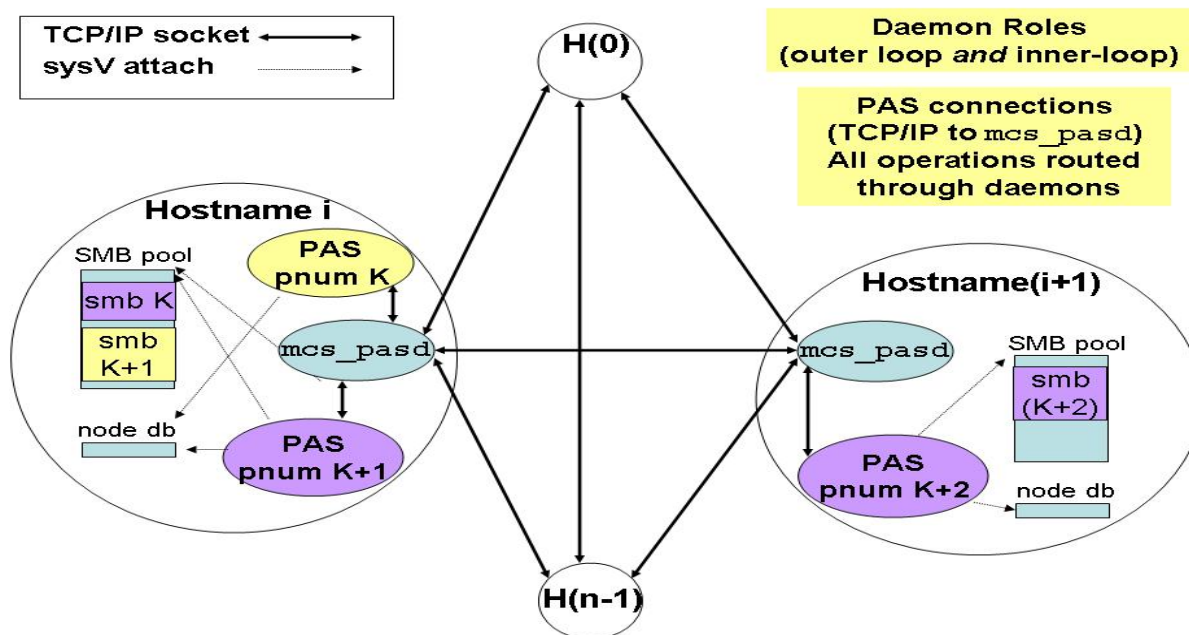 TCP/IP socket
sysV attach
H(0)
Daemon Roles
(outer loop and inner-loop)
PAS connections
(TCP/IP to mcs_pasd)
All operations routed
through daemons
Hostname i
SMB pool
smb K
smb
K+1
node db
PAS
pnum K
mcs_pasd
PAS
pnum K+1
Hostname(i+1)
mcs_pasd
SMB pool
smb
(K+2)
PAS
pnum K+2
node db
H(n-1)